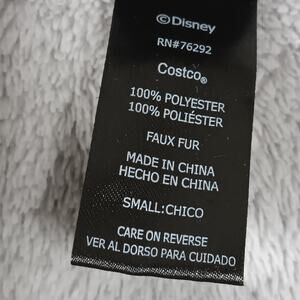 ©Disney
RN#76292
Costco®
100% POLYESTER
100% POLIÉSTER
FAUX FUR
MADE IN CHINA
HECHO EN CHINA
SMALL:CHICO
CARE ON REVERSE
VER AL DORSO PARA CUIDADO